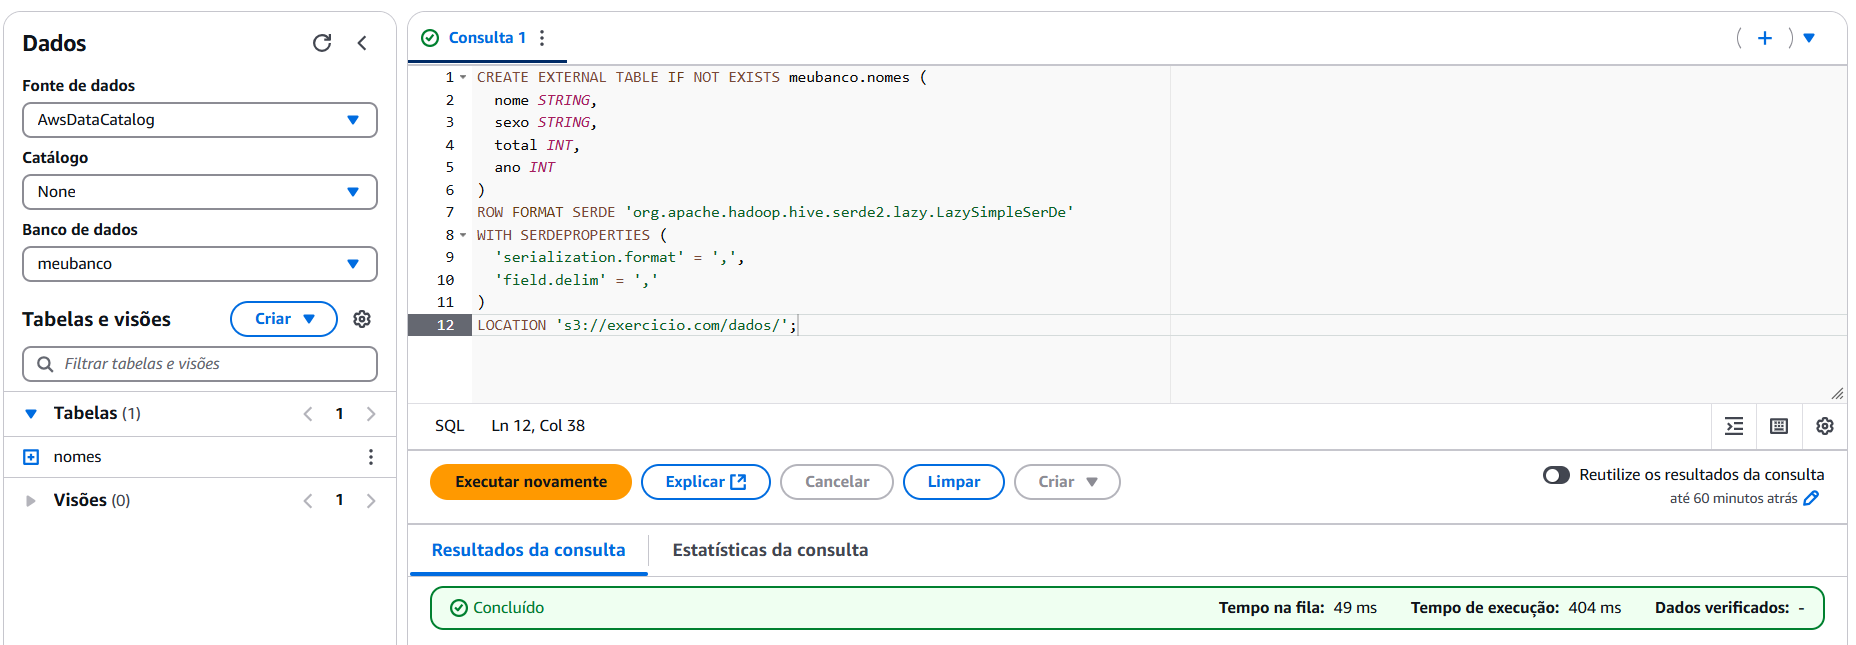 Dados
Fonte de dados
AwsDataCatalog
Catálogo
None
Banco de dados
meubanco
Tabelas e visões
Criar
Filtrar tabelas e visões
Tabelas (1)
1
nomes
Visões (0)
1
Consulta 1
1 CREATE EXTERNAL TABLE IF NOT EXISTS meubanco.nomes (
2 nome STRING,
3 sexo STRING,
4 total INT,
5 ano INT
6 )
7 ROW FORMAT SERDE 'org.apache.hadoop.hive.serde2.lazy.LazySimpleSerDe'
8 WITH SERDEPROPERTIES (
9 'serialization.format' = ',',
10 'field.delim' = ','
11 )
12 LOCATION 's3://exercicio.com/dados/';
SQL Ln 12, Col 38
Executar novamente Explicar Cancelar Limpar Criar
Reutilize os resultados da consulta
até 60 minutos atrás
Resultados da consulta Estatísticas da consulta
Concluído Tempo na fila: 49 ms Tempo de execução: 404 ms Dados verificados: -